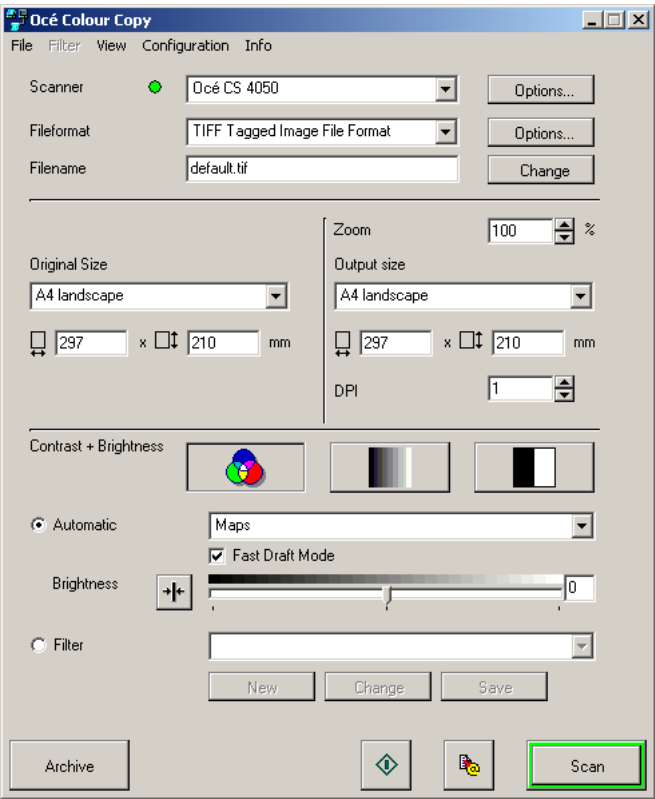 Océ Colour Copy
File Filter View Configuration Info
Scanner Océ CS 4050 Options...
Fileformat TIFF Tagged Image File Format Options...
Filename default.tif Change
Zoom 100 %
Original Size Output size
A4 landscape A4 landscape
297 x 210 mm 297 x 210 mm
DPI 1
Contrast + Brightness
Automatic Maps
Fast Draft Mode
Brightness 0
Filter
New Change Save
Archive Scan